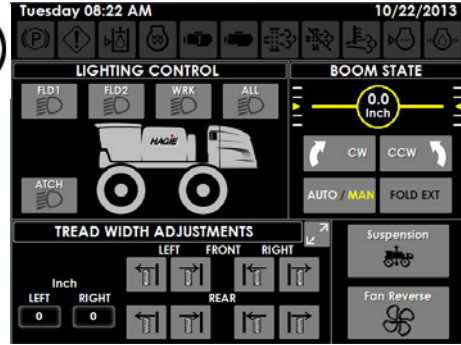 Tuesday 08:22 AM 10/22/2013
(P)
LIGHTING CONTROL
FLD1 FLD2 WRK ALL
HAGIE
ATCH
BOOM STATE
0.0
Inch
CW CCW
AUTO / MAN FOLD EXT
TREAD WIDTH ADJUSTMENTS
LEFT FRONT RIGHT
Inch
LEFT RIGHT REAR
0 0
Suspension
Fan Reverse